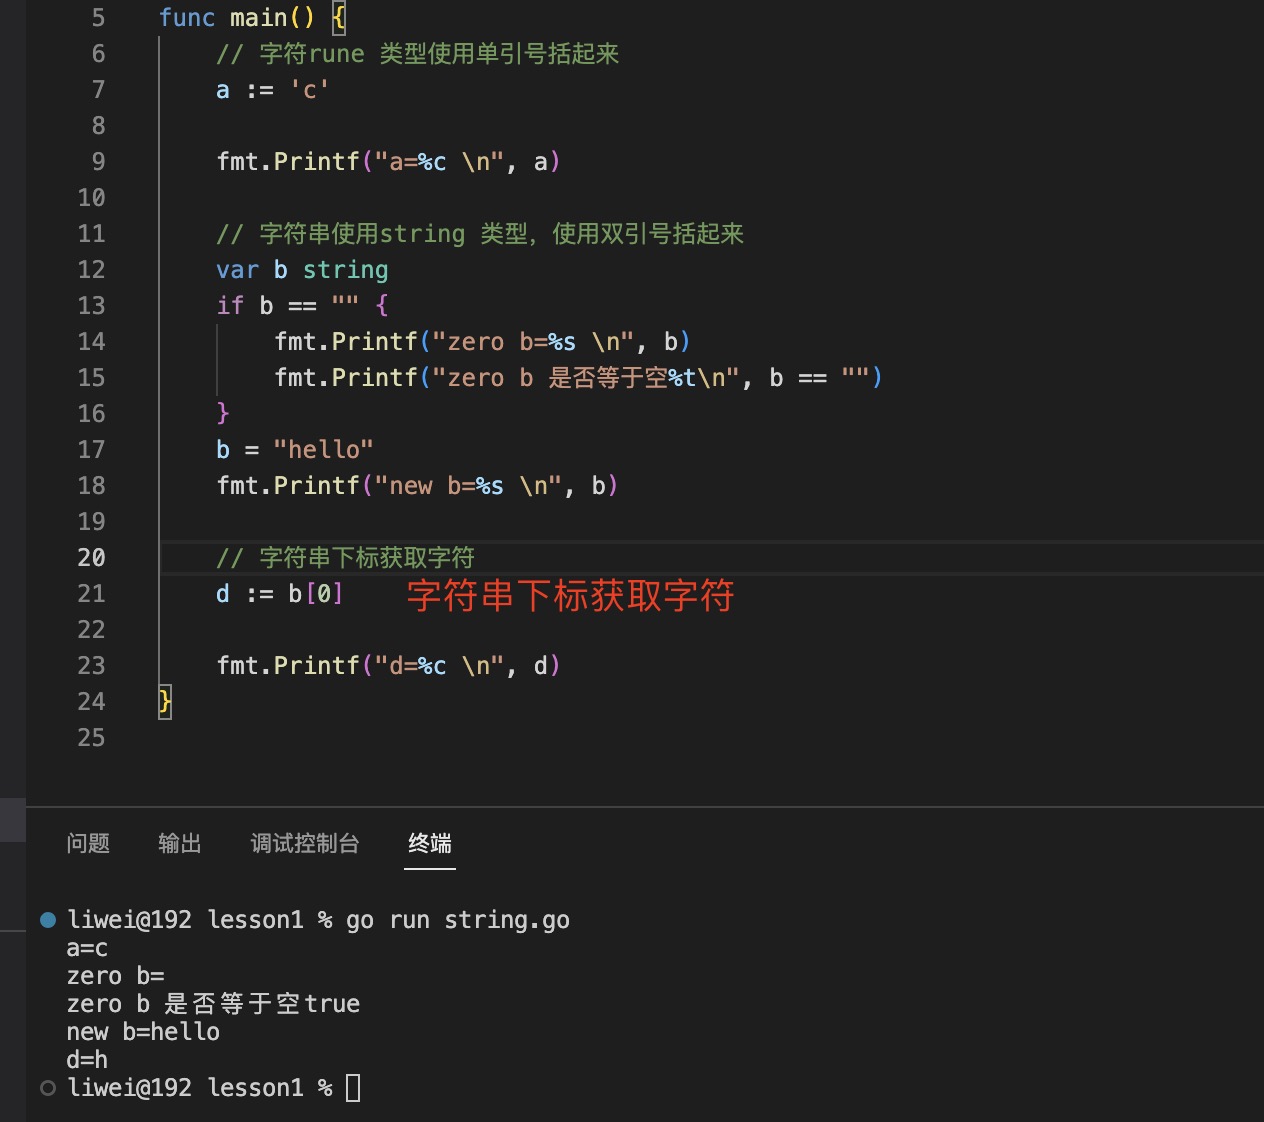 5 func main() {
6 // 字符rune 类型使用单引号括起来
7 a := 'c'
8
9 fmt.Printf("a=%c \n", a)
10
11 // 字符串使用string 类型，使用双引号括起来
12 var b string
13 if b == "" {
14 fmt.Printf("zero b=%s \n", b)
15 fmt.Printf("zero b 是否等于空%t\n", b == "")
16 }
17 b = "hello"
18 fmt.Printf("new b=%s \n", b)
19
20 // 字符串下标获取字符
21 d := b[0] 字符串下标获取字符
22
23 fmt.Printf("d=%c \n", d)
24 }
25
问题 输出 调试控制台 终端
liwei@192 lesson1 % go run string.go
a=c
zero b=
zero b 是否等于空true
new b=hello
d=h
liwei@192 lesson1 %